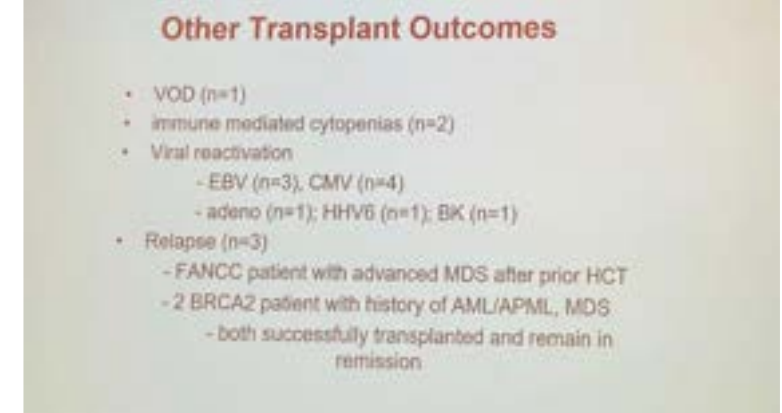 Other Transplant Outcomes
• VOD (n=1)
• immune mediated cytopenias (n=2)
• Viral reactivation
- EBV (n=3), CMV (n=4)
- adeno (n=1); HHV6 (n=1); BK (n=1)
• Relapse (n=3)
- FANCC patient with advanced MDS after prior HCT
- 2 BRCA2 patient with history of AML/APML, MDS
- both successfully transplanted and remain in
remission